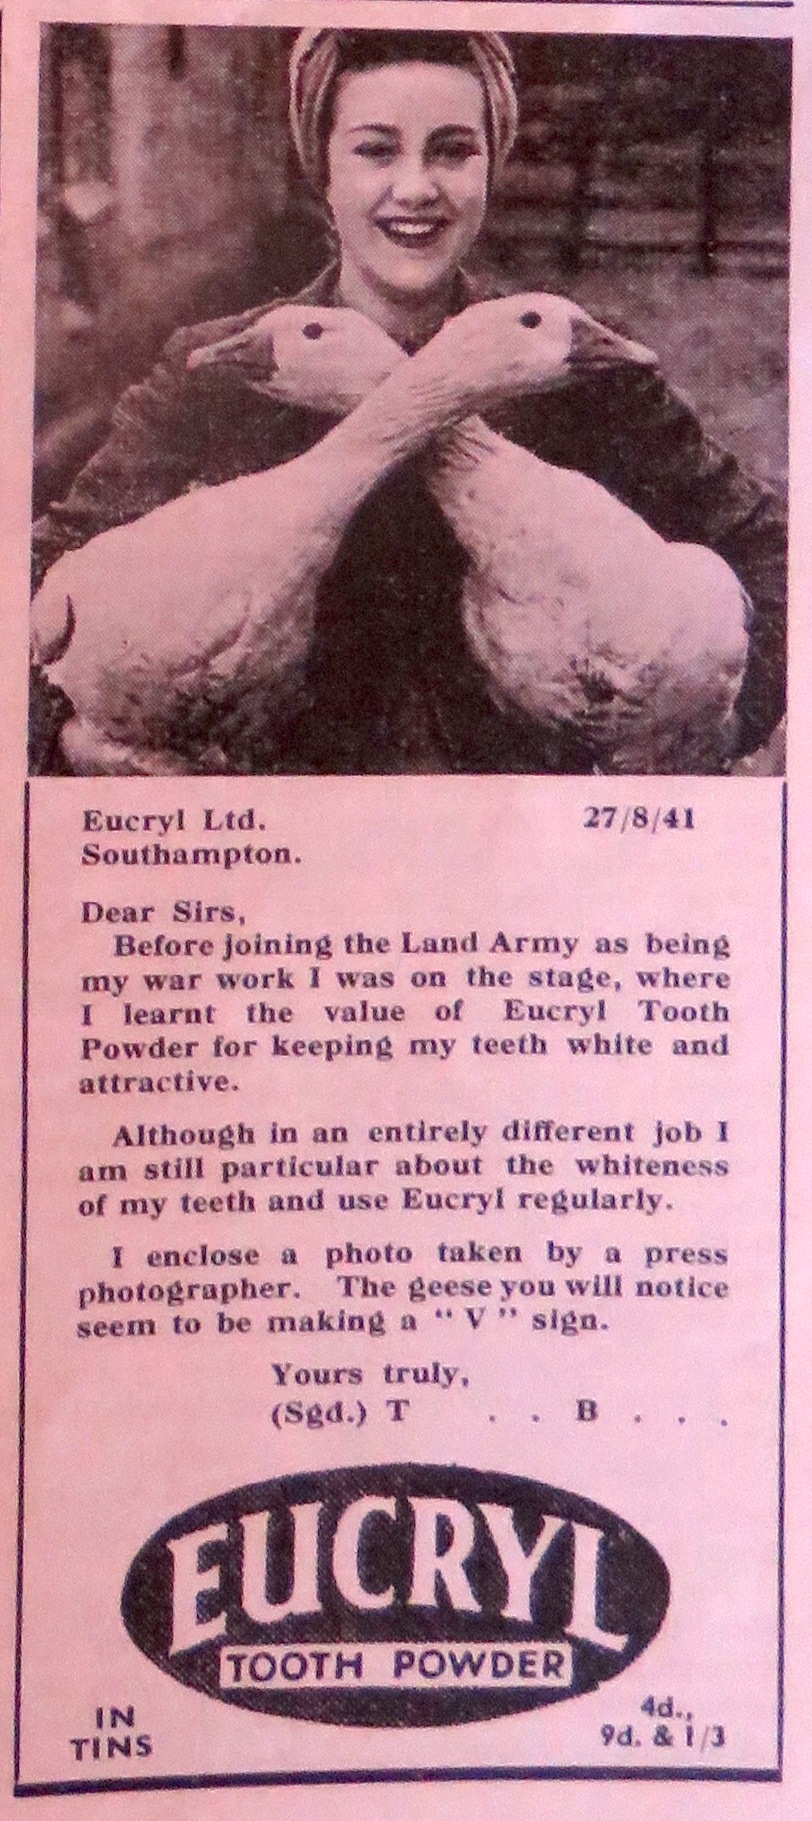 Eucryl Ltd. 27/8/41
Southampton.
Dear Sirs,
Before joining the Land Army as being
my war work I was on the stage, where
I learnt the value of Eucryl Tooth
Powder for keeping my teeth white and
attractive.
Although in an entirely different job I
am still particular about the whiteness
of my teeth and use Eucryl regularly.
I enclose a photo taken by a press
photographer. The geese you will notice
seem to be making a “ V ” sign.
Yours truly,
(Sgd.) T . . B . . .
EUCRYL
TOOTH POWDER
IN
TINS
4d.,
9d. & 1/3